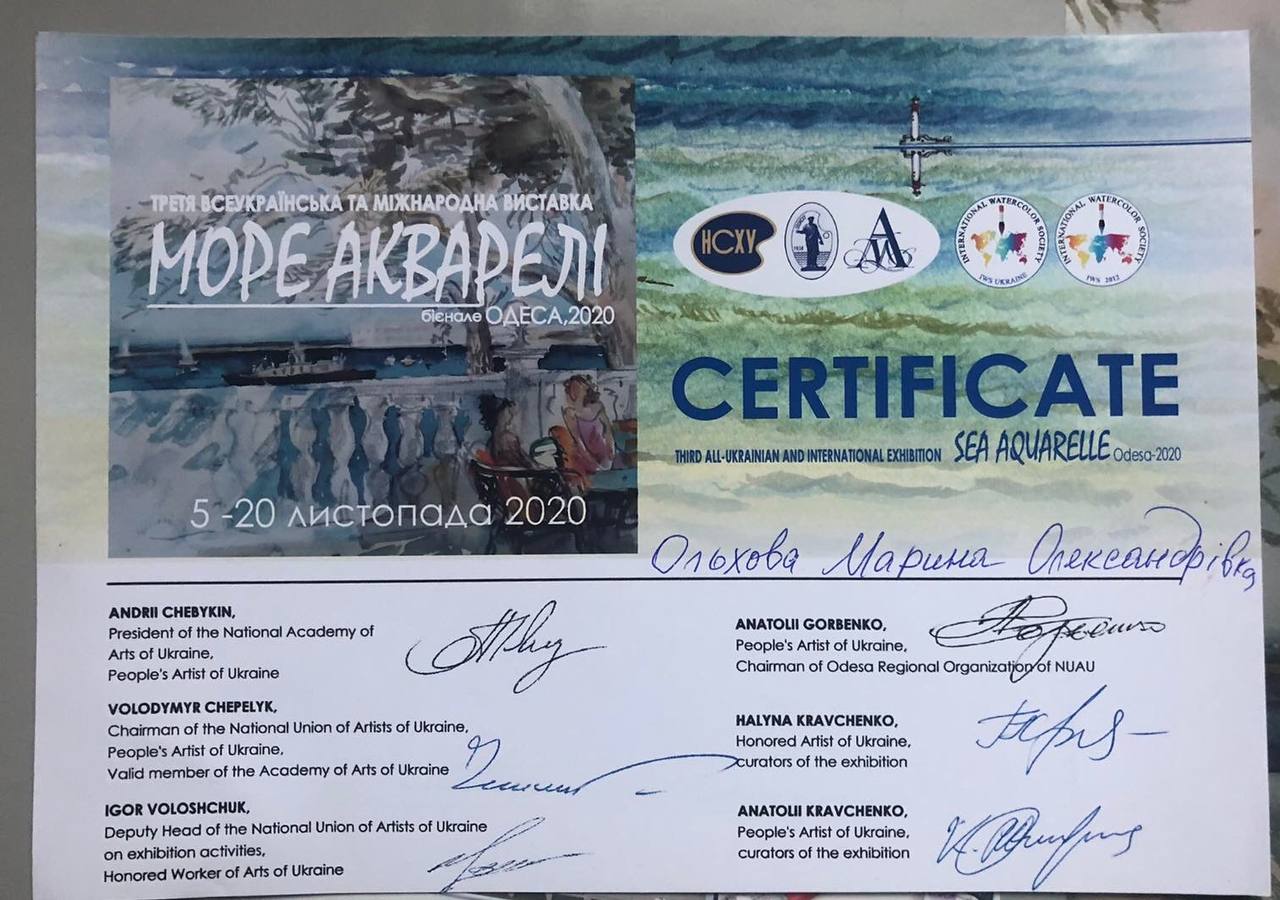 ТРЕТЯ ВСЕУКРАЇНСЬКА ТА МІЖНАРОДНА ВИСТАВКА
МОРЕ АКВАРЕЛІ
бієнале ОДЕСА,2020
5 -20 листопада 2020
НСХУ
INTERNATIONAL WATERCOLOR SOCIETY
IWS UKRAINE
INTERNATIONAL WATERCOLOR SOCIETY
IWS 2012
CERTIFICATE
THIRD ALL-UKRAINIAN AND INTERNATIONAL EXHIBITION SEA AQUARELLE Odesa-2020
Ольхова Марина Олександрівна
ANDRII CHEBYKIN,
President of the National Academy of
Arts of Ukraine,
People's Artist of Ukraine
VOLODYMYR CHEPELYK,
Chairman of the National Union of Artists of Ukraine,
People's Artist of Ukraine,
Valid member of the Academy of Arts of Ukraine
IGOR VOLOSHCHUK,
Deputy Head of the National Union of Artists of Ukraine
on exhibition activities,
Honored Worker of Arts of Ukraine
ANATOLII GORBENKO,
People's Artist of Ukraine,
Chairman of Odesa Regional Organization of NUAU
HALYNA KRAVCHENKO,
Honored Artist of Ukraine,
curators of the exhibition
ANATOLII KRAVCHENKO,
People's Artist of Ukraine,
curators of the exhibition